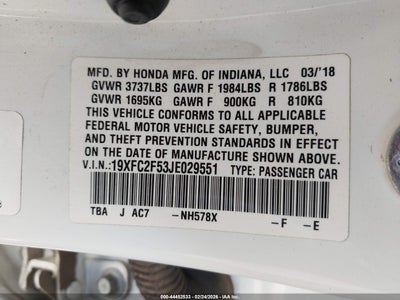 MFD. BY HONDA MFG. OF INDIANA, LLC 03/'18
GVWR 3737LBS GAWR F 1984LBS R 1786LBS
GVWR 1695KG GAWR F 900KG R 810KG
THIS VEHICLE CONFORMS TO ALL APPLICABLE
FEDERAL MOTOR VEHICLE SAFETY, BUMPER,
AND THEFT PREVENTION STANDARDS IN EFFECT
ON THE DATE OF MANUFACTURE SHOWN ABOVE.
V.I.N.:19XFC2F53JE029551 TYPE: PASSENGER CAR
TBA J AC7 -NH578X -F -E
© IAA - 44452533 - 02/24/2026 - IAA